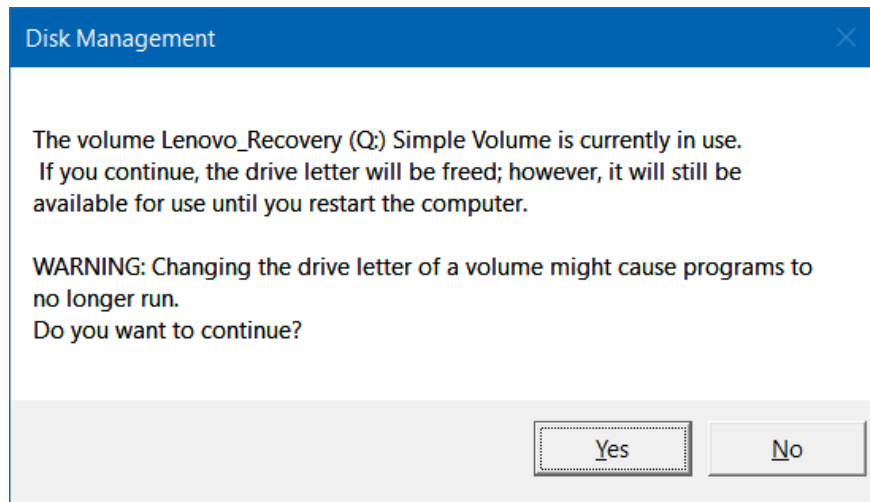 Disk Management
The volume Lenovo_Recovery (Q:) Simple Volume is currently in use.
If you continue, the drive letter will be freed; however, it will still be
available for use until you restart the computer.
WARNING: Changing the drive letter of a volume might cause programs to
no longer run.
Do you want to continue?
Yes
No